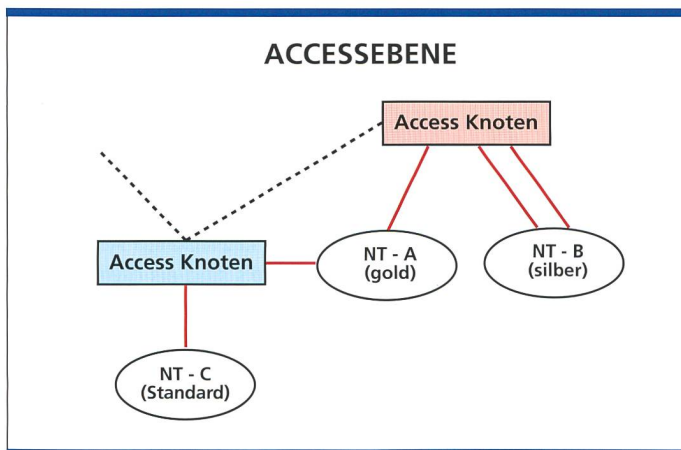 ACCESSEBENE
Access Knoten
Access Knoten
NT - A
(gold)
NT - B
(silber)
NT - C
(Standard)